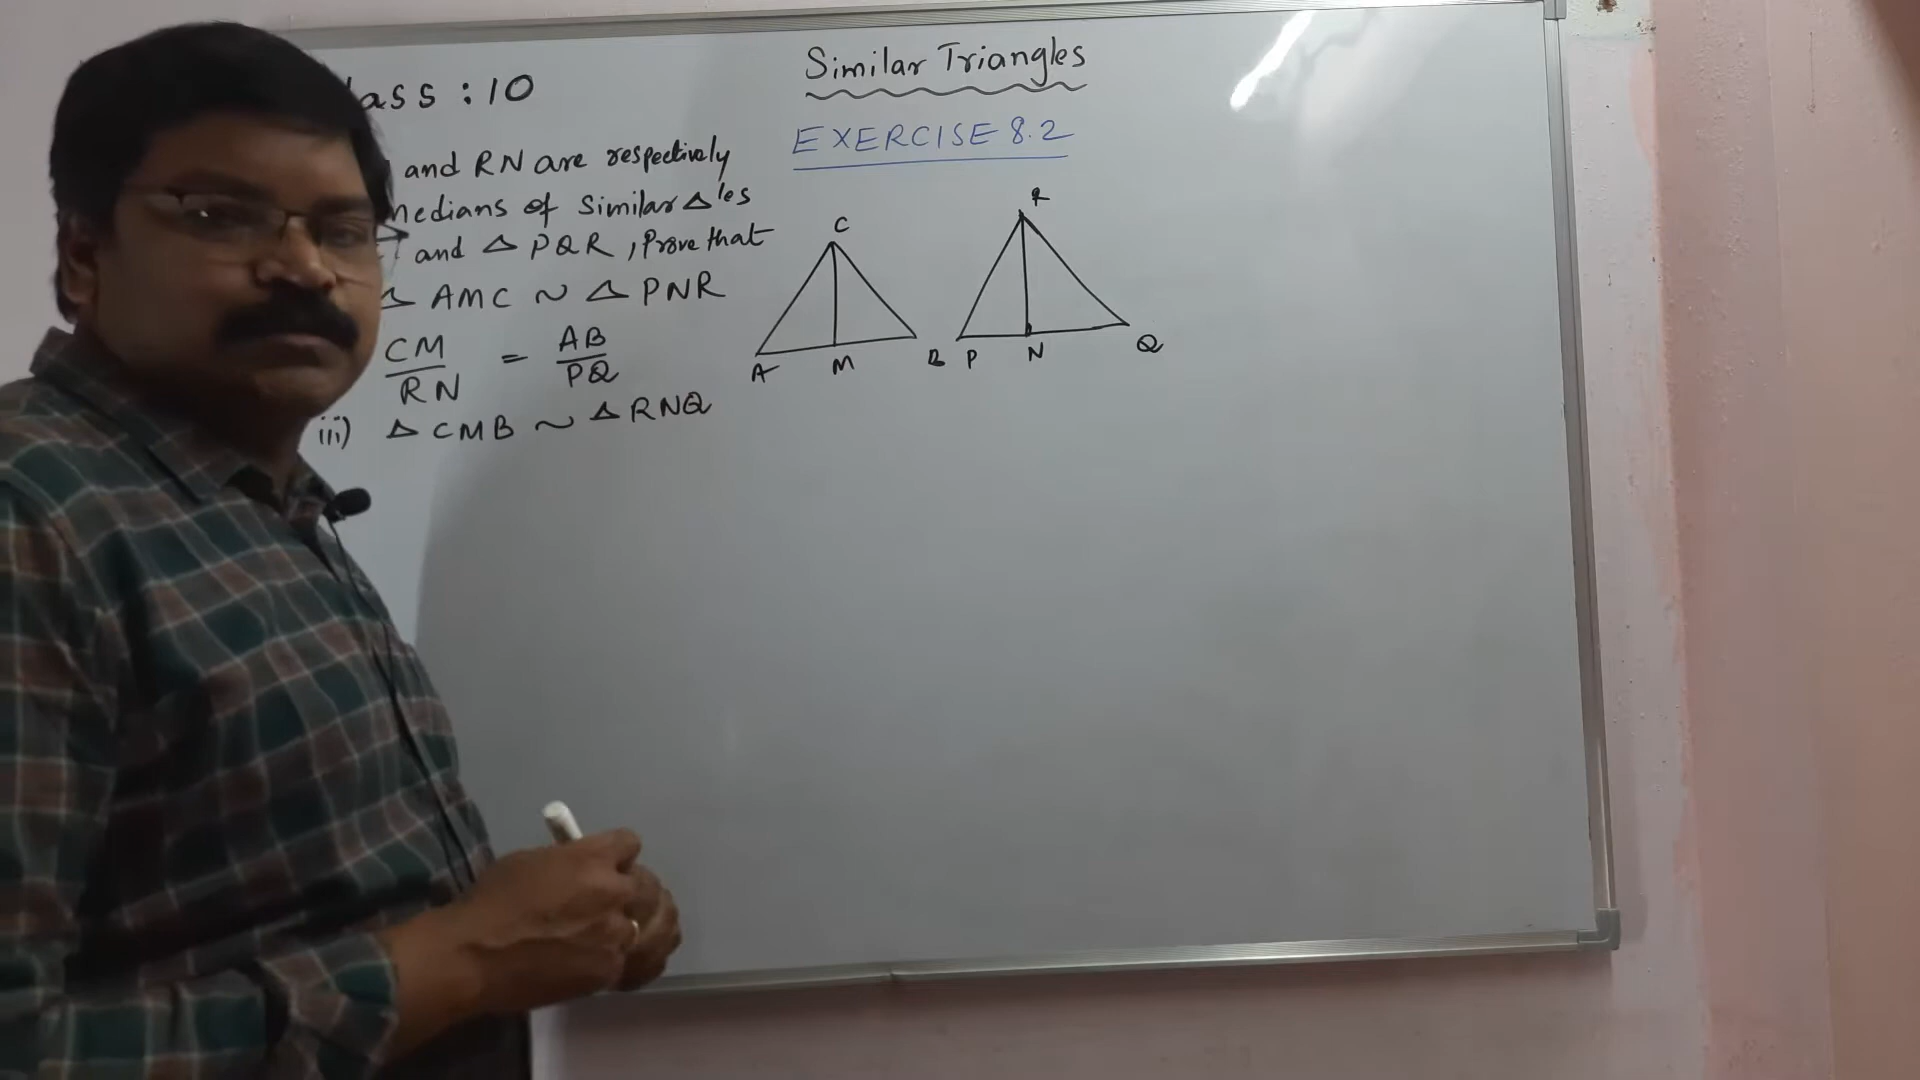 Similar Triangles
ass : 10
EXERCISE 8.2
and RN are respectively
medians of Similar △les
and △ PQR, Prove that
△ AMC ~ △ PNR
CM/RN = AB/PQ
iii) △ CMB ~ △ RNQ
C
A M B
R
P N Q